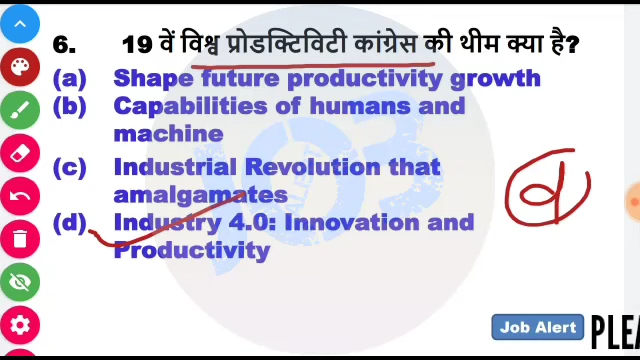 6. 19 वें विश्व प्रोडक्टिविटी कांग्रेस की थीम क्या है?
(a) Shape future productivity growth
(b) Capabilities of humans and
machine
(c) Industrial Revolution that
amalgamates
(d) Industry 4.0: Innovation and
Productivity
d
Job Alert